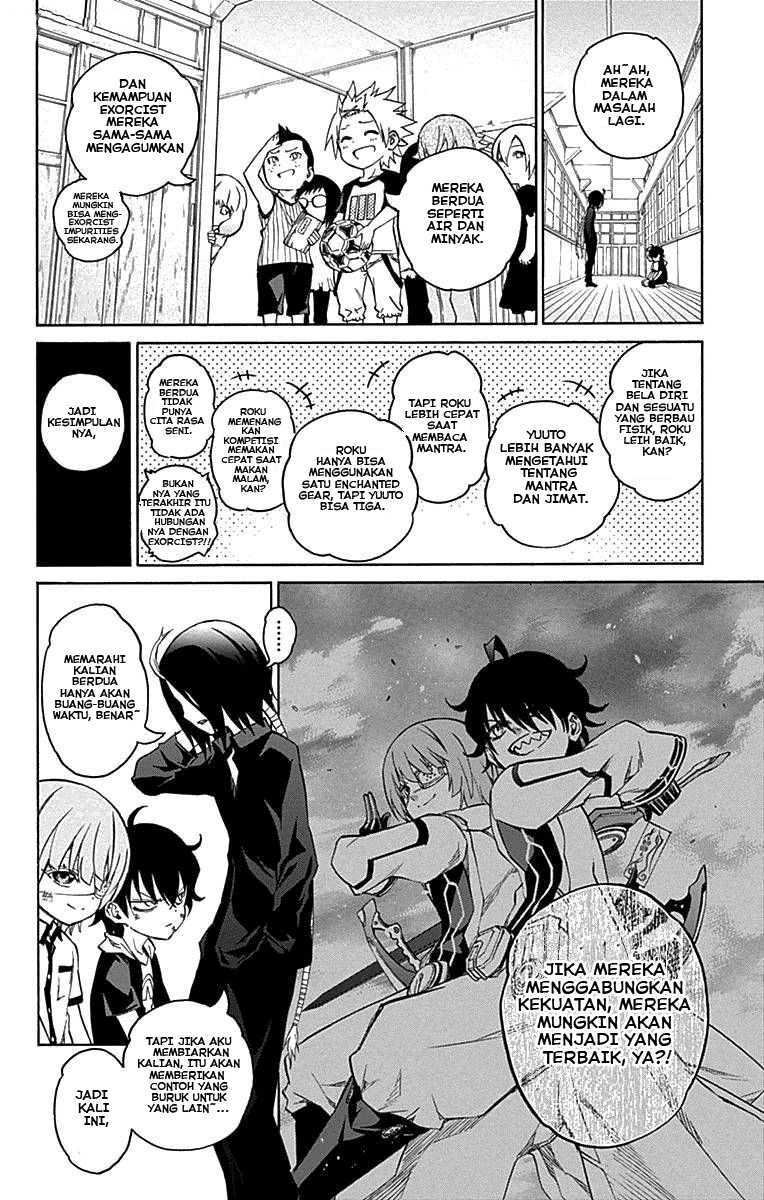 AH~AH,
MEREKA
DALAM
MASALAH
LAGI.
MEREKA
BERDUA
SEPERTI
AIR DAN
MINYAK.
DAN
KEMAMPUAN
EXORCIST
MEREKA
SAMA-SAMA
MENGAGUMKAN
MEREKA
MUNGKIN
BISA MENG-
EXORCIST
IMPURITIES
SEKARANG.
JIKA
TENTANG
BELA DIRI
DAN SESUATU
YANG BERBAU
FISIK, ROKU
LEIH BAIK,
KAN?
YUUTO
LEBIH BANYAK
MENGETAHUI
TENTANG
MANTRA
DAN JIMAT.
TAPI ROKU
LEBIH CEPAT
SAAT
MEMBACA
MANTRA.
ROKU
HANYA BISA
MENGGUNAKAN
SATU ENCHANTED
GEAR, TAPI YUUTO
BISA TIGA.
ROKU
MEMENANG
KAN
KOMPETISI
MEMAKAN
CEPAT SAAT
MAKAN
MALAM,
KAN?
MEREKA
BERDUA
TIDAK
PUNYA
CITA RASA
SENI.
BUKAN
NYA YANG
TERAKHIR ITU
TIDAK ADA
HUBUNGAN
NYA DENGAN
EXORCIST?!!
JADI
KESIMPULAN
NYA,
JIKA MEREKA
MENGGABUNGKAN
KEKUATAN, MEREKA
MUNGKIN AKAN
MENJADI YANG
TERBAIK, YA?!
........
MEMARAHI
KALIAN
BERDUA
HANYA AKAN
BUANG-BUANG
WAKTU, BENAR~
TAPI JIKA AKU
MEMBIARKAN
KALIAN, ITU AKAN
MEMBERIKAN
CONTOH YANG
BURUK UNTUK
YANG LAIN~...
JADI
KALI
INI,